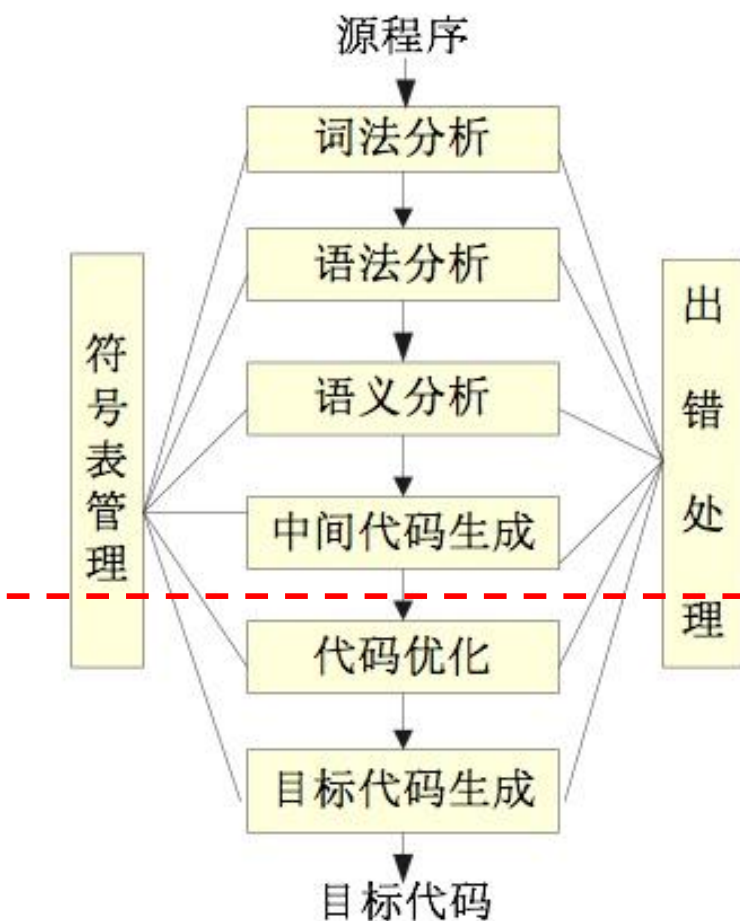 源程序
词法分析
语法分析
语义分析
中间代码生成
代码优化
目标代码生成
目标代码
符号表管理
出错处理